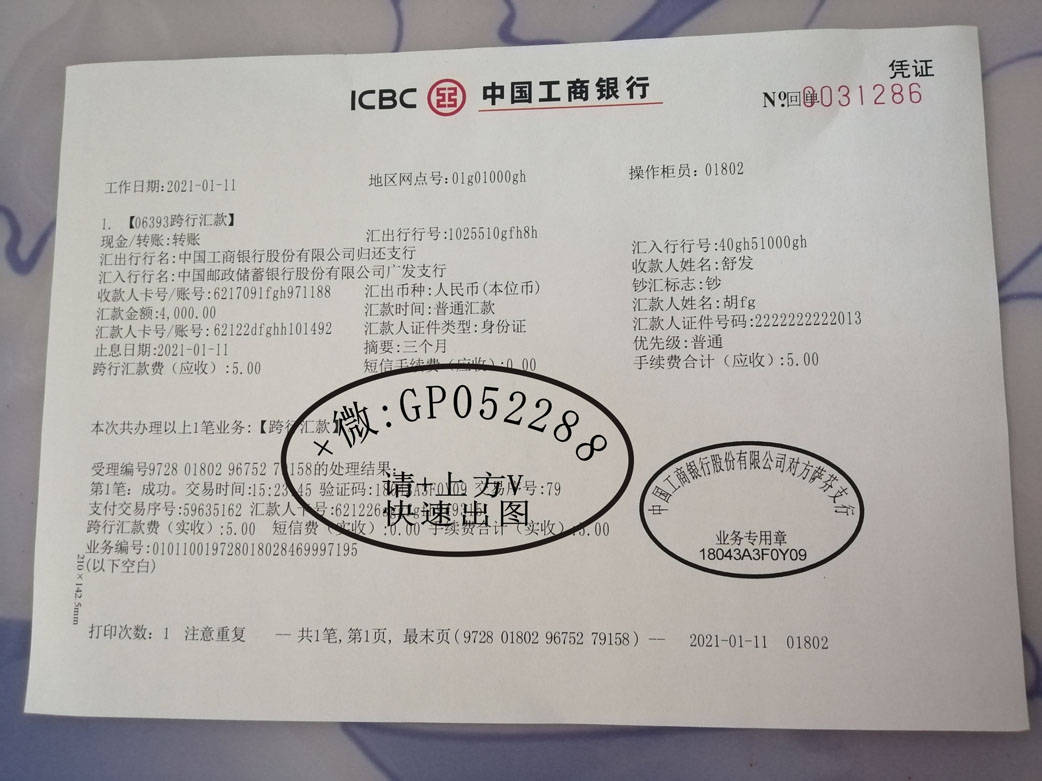 凭证
ICBC 中国工商银行
№ 回单 0031286
工作日期:2021-01-11 地区网点号:01g01000gh 操作柜员: 01802
1. 【06393跨行汇款】
现金/转账:转账 汇出行行号:1025510gfh8h 汇入行行号:40gh51000gh
汇出行行名:中国工商银行股份有限公司归还支行 收款人姓名:舒发
汇入行行名:中国邮政储蓄银行股份有限公司广发支行
收款人卡号/账号:621709lfgh971188 汇出币种:人民币(本位币) 钞汇标志:钞
汇款金额:4,000.00 汇款时间:普通汇款 汇款人姓名:胡fg
汇款人卡号/账号:62122dfghh101492 汇款人证件类型:身份证 汇款人证件号码:2222222222013
止息日期:2021-01-11 摘要:三个月 优先级:普通
跨行汇款费（应收）:5.00 短信手续费（应收）:0.00 手续费合计（应收）:5.00
+微:GP0522888
请+上方V
快速出图
本次共办理以上1笔业务:【跨行汇款】
受理编号9728 01802 96752 79158的处理结果:
第1笔: 成功。交易时间:15:23:45 验证码:18043A3F0Y09 交易序号:79
支付交易序号:59635162 汇款人卡号:621226
跨行汇款费（实收）:5.00 短信费（实收）:0.00 手续费合计（实收）:5.00
业务编号:010110019728018028469997195
(以下空白)
中国工商银行股份有限公司对方萨芬支行
业务专用章
18043A3F0Y09
210×142.5mm
打印次数: 1 注意重复 — 共1笔,第1页, 最末页(9728 01802 96752 79158) — 2021-01-11 01802